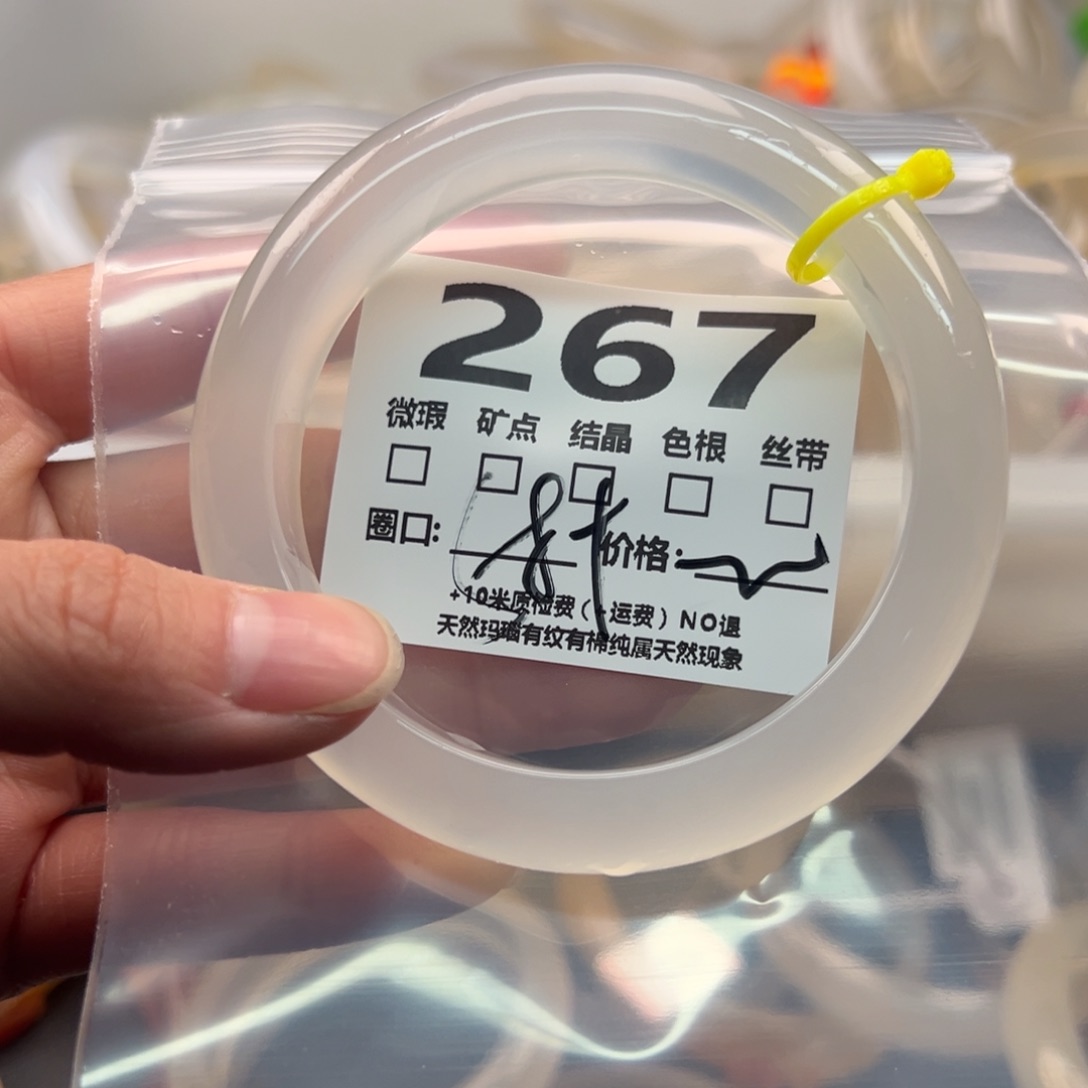 267
微瑕 矿点 结晶 色根 丝带
圈口: 价格:
+10米质检费(+运费)NO退
天然玛瑙有纹有棉纯属天然现象